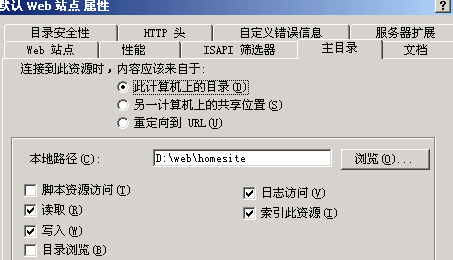 默认 Web 站点 属性
目录安全性 HTTP 头 自定义错误信息 服务器扩展
Web 站点 性能 ISAPI 筛选器 主目录 文档
连接到此资源时，内容应该来自于:
此计算机上的目录(D)
另一计算机上的共享位置(S)
重定向到 URL(U)
本地路径(C): D:\web\homesite 浏览(O)...
脚本资源访问(T) 日志访问(V)
读取(R) 索引此资源(I)
写入(W)
目录浏览(B)